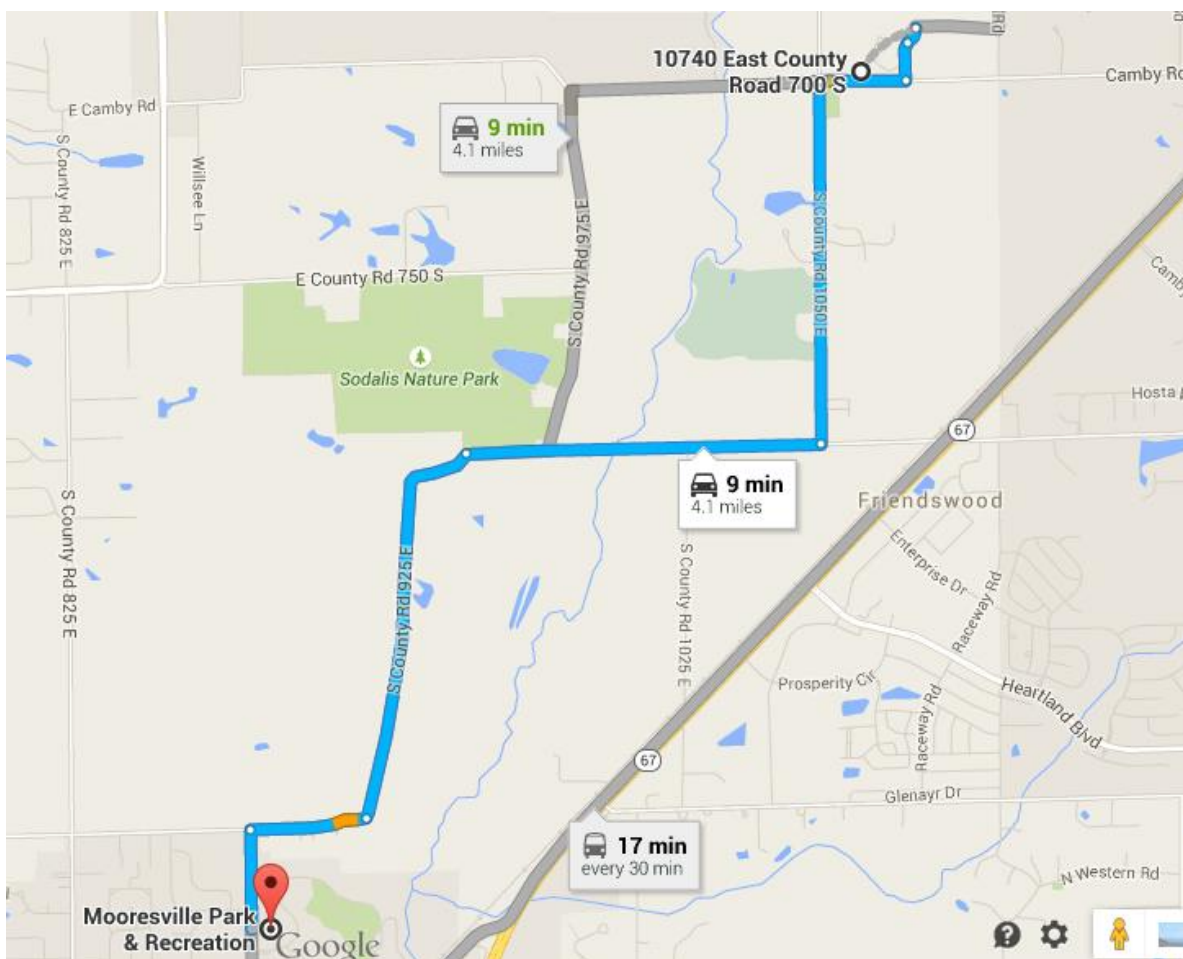 Rd
10740 East County
Road 700 S
Camby Rd
E Camby Rd
9 min
4.1 miles
S County Rd 825 E
Willsee Ln
S County Rd 975 E
S County Rd 1050 E
E County Rd 750 S
Camby
Sodalis Nature Park
Hosta
67
9 min
4.1 miles
Friendswood
S County Rd 825 E
S County Rd 925 E
S County Rd 1025 E
Enterprise Dr
Raceway Rd
Prosperity Cir
Heartland Blvd
Raceway Rd
67
Glenayr Dr
17 min
every 30 min
N Western Rd
Mooresville Park
& Recreation
Google
?